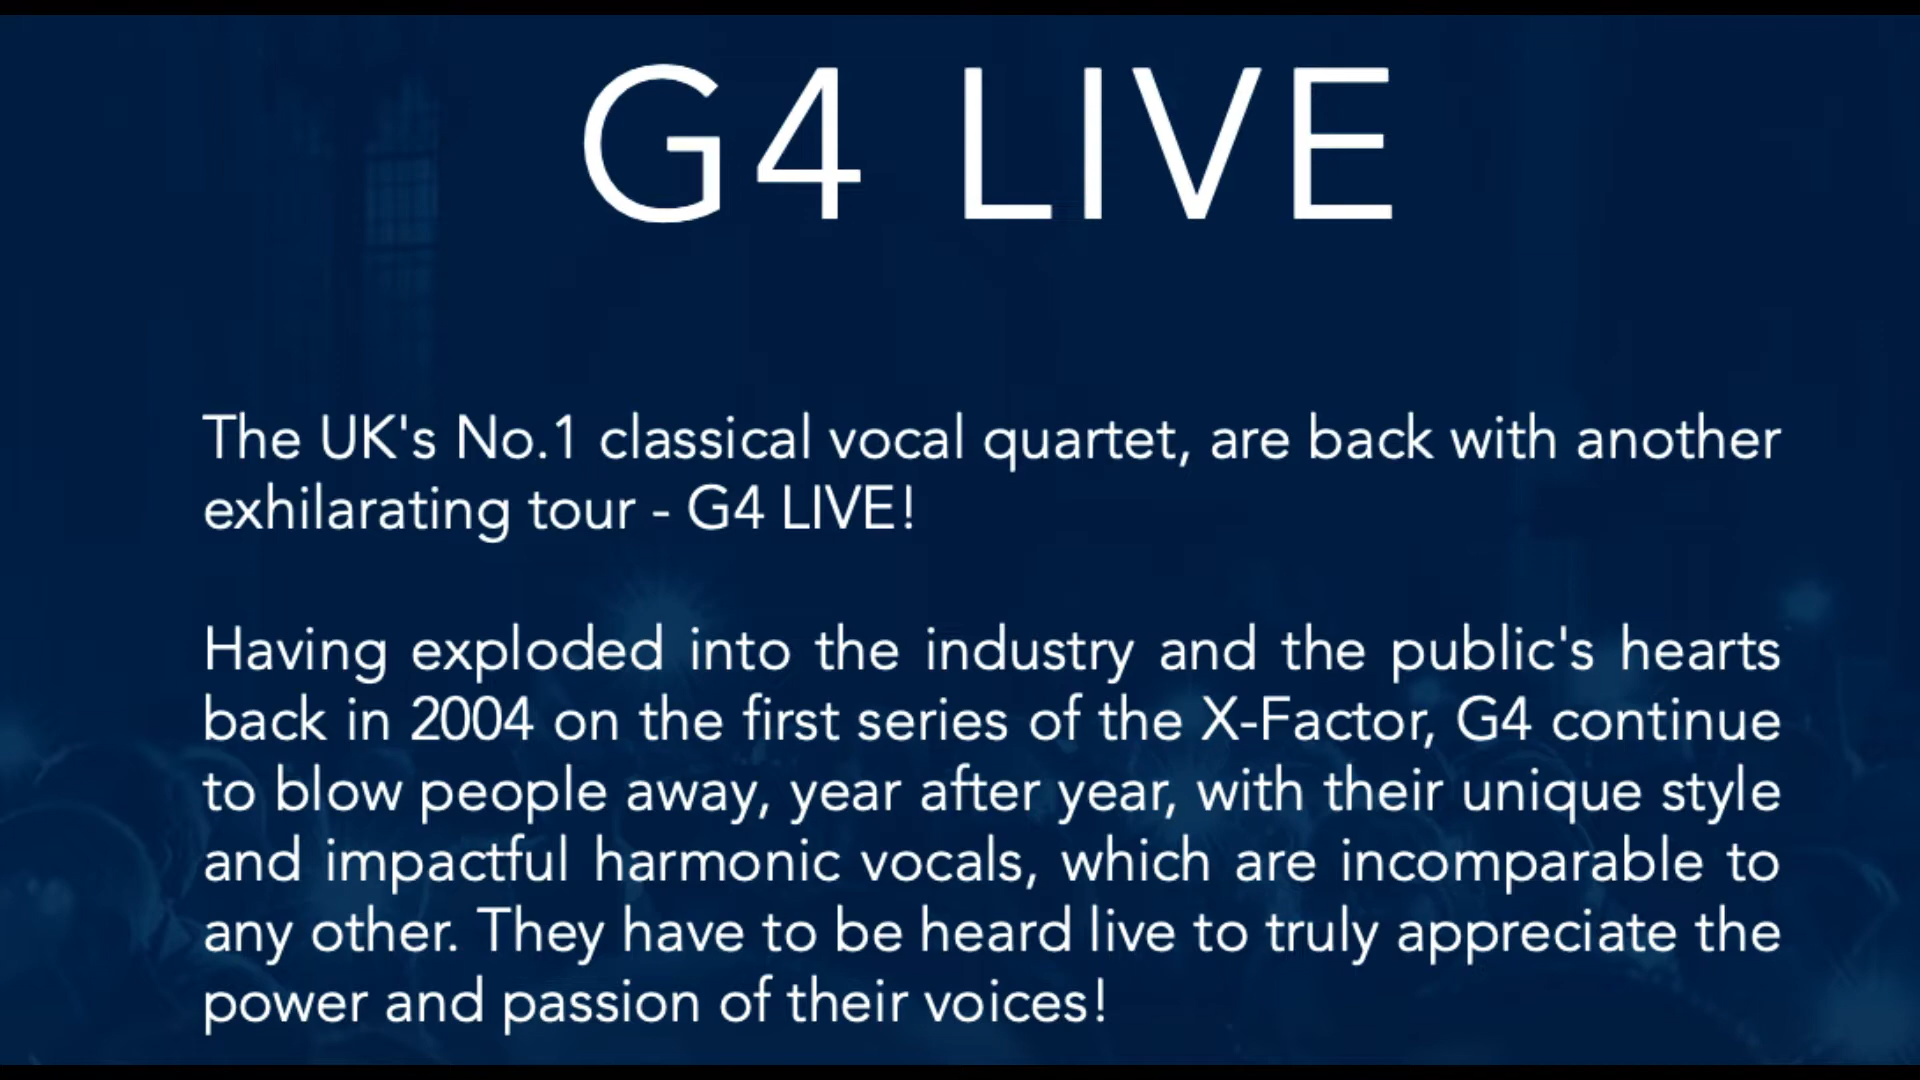 G4 LIVE
The UK's No.1 classical vocal quartet, are back with another
exhilarating tour - G4 LIVE!
Having exploded into the industry and the public's hearts
back in 2004 on the first series of the X-Factor, G4 continue
to blow people away, year after year, with their unique style
and impactful harmonic vocals, which are incomparable to
any other. They have to be heard live to truly appreciate the
power and passion of their voices!